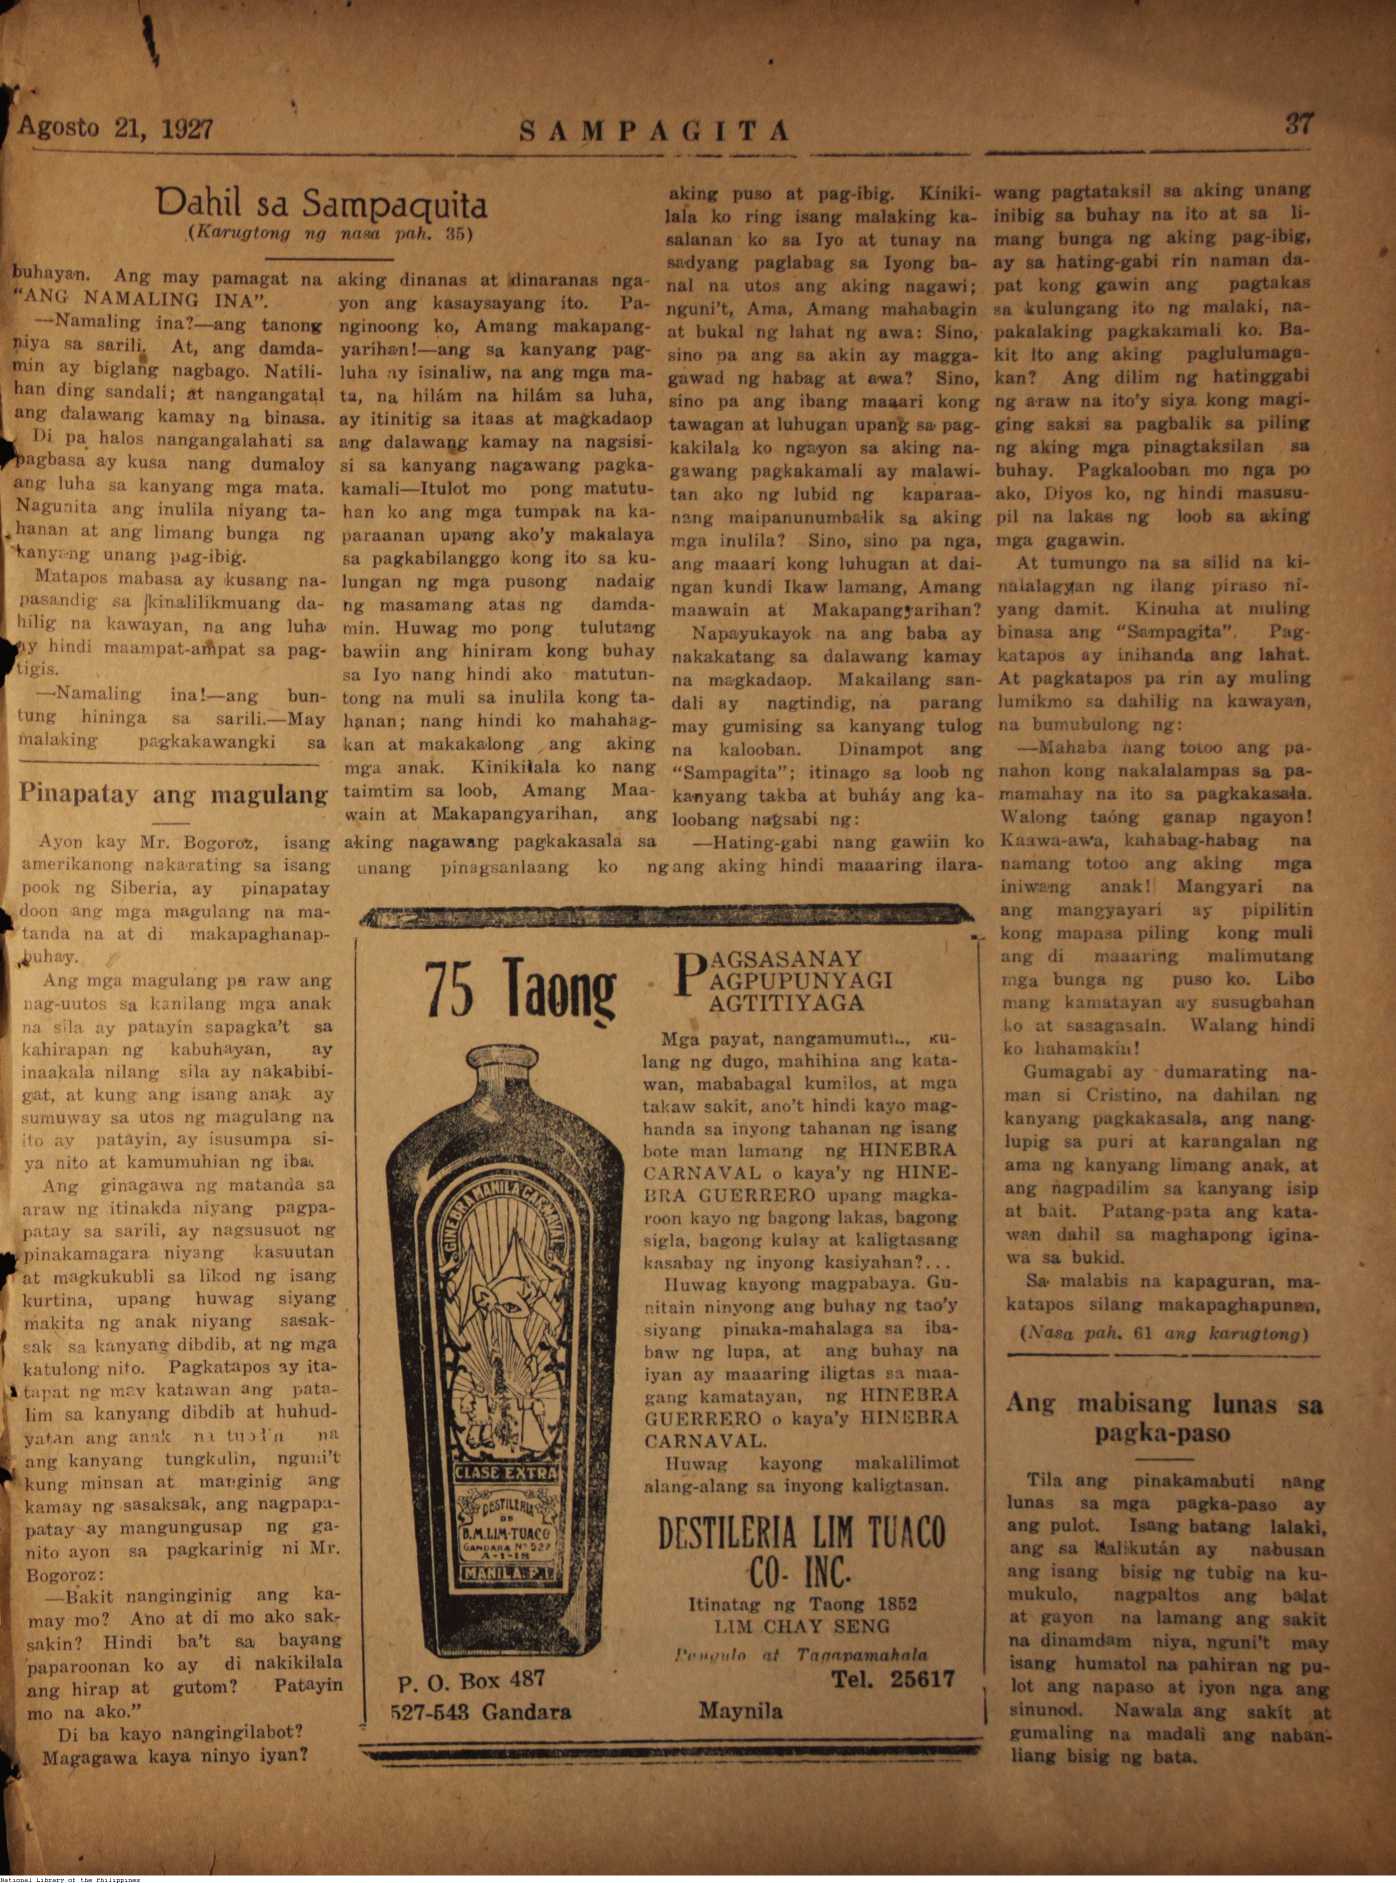 Agosto 21, 1927
SAMPAGITA
37
Dahil sa Sampaquita
(Karugtong ng nasa pah. 35)
buhayan. Ang may pamagat na
"ANG NAMALING INA".
—Namaling ina?—ang tanong
niya sa sarili. At, ang damda-
min ay biglang nagbago. Natili-
han ding sandali; at nangangatal
ang dalawang kamay na binasa.
Di pa halos nangangalahati sa
pagbasa ay kusa nang dumaloy
ang luha sa kanyang mga mata.
Nagunita ang inulila niyang ta-
hanan at ang limang bunga ng
kanyang unang pag-ibig.
Matapos mabasa ay kusang na-
pasandig sa kinalilikmuang da-
hilig na kawayan, na ang luha
ay hindi maampat-ampat sa pag-
tigis.
—Namaling ina!—ang bun-
tung hininga sa sarili.—May
malaking pagkakawangki sa
aking dinanas at dinaranas nga-
yon ang kasaysayang ito. Pa-
nginoong ko, Amang makapang-
yarihan!—ang sa kanyang pag-
luha ay isinaliw, na ang mga ma-
ta, na hilám na hilám sa luha,
ay itinitig sa itaas at magkadaop
ang dalawang kamay na nagsisi-
si sa kanyang nagawang pagka-
kamali—Itulot mo pong matutu-
han ko ang mga tumpak na ka-
paraanan upang ako'y makalaya
sa pagkabilanggo kong ito sa ku-
lungan ng mga pusong nadaig
ng masamang atas ng damda-
min. Huwag mo pong tulutang
bawiin ang hiniram kong buhay
sa Iyo nang hindi ako matutun-
tong na muli sa inulila kong ta-
hanan; nang hindi ko mahahag-
kan at makakalong ang aking
mga anak. Kinikilala ko nang
taimtim sa loob, Amang Maa-
wain at Makapangyarihan, ang
aking nagawang pagkakasala sa
unang pinagsanlaang ko ng
aking puso at pag-ibig. Kiniki-
lala ko ring isang malaking ka-
salanan ko sa Iyo at tunay na
sadyang paglabag sa Iyong ba-
nal na utos ang aking nagawi;
nguni't, Ama, Amang mahabagin
at bukal ng lahat ng awa: Sino,
sino pa ang sa akin ay magga-
gawad ng habag at awa? Sino,
sino pa ang ibang maaari kong
tawagan at luhugan upang sa pag-
kakilala ko ngayon sa aking na-
gawang pagkakamali ay malawi-
tan ako ng lubid ng kaparaa-
nang maipanunumbalik sa aking
mga inulila? Sino, sino pa nga,
ang maaari kong luhugan at dai-
ngan kundi Ikaw lamang, Amang
maawain at Makapangyarihan?
Napayukayok na ang baba ay
nakakatang sa dalawang kamay
na magkadaop. Makailang san-
dali ay nagtindig, na parang
may gumising sa kanyang tulog
na kalooban. Dinampot ang
"Sampagita"; itinago sa loob ng
kanyang takba at buháy ang ka-
loobang nagsabi ng:
—Hating-gabi nang gawiin ko
ang aking hindi maaaring ilara-
wang pagtataksil sa aking unang
inibig sa buhay na ito at sa li-
mang bunga ng aking pag-ibig,
ay sa hating-gabi rin naman da-
pat kong gawin ang pagtakas
sa kulungang ito ng malaki, na-
pakalaking pagkakamali ko. Ba-
kit ito ang aking paglulumaga-
kan? Ang dilim ng hatinggabi
ng araw na ito'y siya kong magi-
ging saksi sa pagbalik sa piling
ng aking mga pinagtaksilan sa
buhay. Pagkalooban mo nga po
ako, Diyos ko, ng hindi masusu-
pil na lakas ng loob sa aking
mga gagawin.
At tumungo na sa silid na ki-
nalalagyan ng ilang piraso ni-
yang damit. Kinuha at muling
binasa ang "Sampagita". Pag-
katapos ay inihanda ang lahat.
At pagkatapos pa rin ay muling
lumikmo sa dahilig na kawayan,
na bumubulong ng:
—Mahaba nang totoo ang pa-
nahon kong nakalalampas sa pa-
mamahay na ito sa pagkakasala.
Walong taóng ganap ngayon!
Kaawa-awa, kahabag-habag na
namang totoo ang aking mga
iniwang anak! Mangyari na
ang mangyayari ay pipilitin
kong mapasa piling kong muli
ang di maaaring malimutang
mga bunga ng puso ko. Libo
mang kamatayan ay susugbahan
ko at sasagasain. Walang hindi
ko hahamakin!
Gumagabi ay dumarating na-
man si Cristino, na dahilan ng
kanyang pagkakasala, ang nang-
lupig sa puri at karangalan ng
ama ng kanyang limang anak, at
ang nagpadilim sa kanyang isip
at bait. Patang-pata ang kata-
wan dahil sa maghapong igina-
wa sa bukid.
Sa malabis na kapaguran, ma-
katapos silang makapaghapunan,
(Nasa pah. 61 ang karugtong)
Pinapatay ang magulang
Ayon kay Mr. Bogoroz, isang
amerikanong nakarating sa isang
pook ng Siberia, ay pinapatay
doon ang mga magulang na ma-
tanda na at di makapaghanap-
buhay.
Ang mga magulang pa raw ang
nag-uutos sa kanilang mga anak
na sila ay patayin sapagka't sa
kahirapan ng kabuhayan, ay
inaakala nilang sila ay nakabibi-
gat, at kung ang isang anak ay
sumuway sa utos ng magulang na
ito ay patayin, ay isusumpa si-
ya nito at kamumuhian ng iba.
Ang ginagawa ng matanda sa
araw ng itinakda niyang pagpa-
patay sa sarili, ay nagsusuot ng
pinakamagara niyang kasuutan
at magkukubli sa likod ng isang
kurtina, upang huwag siyang
makita ng anak niyang sasak-
sak sa kanyang dibdib, at ng mga
katulong nito. Pagkatapos ay ita-
tapat ng may katawan ang pata-
lim sa kanyang dibdib at huhud-
yatan ang anak na na
ang kanyang tungkulin, nguni't
kung minsan at manginig ang
kamay ng sasaksak, ang nagpapa-
patay ay mangungusap ng ga-
nito ayon sa pagkarinig ni Mr.
Bogoroz:
—Bakit nanginginig ang ka-
may mo? Ano at di mo ako sak-
sakin? Hindi ba't sa bayang
paparoonan ko ay di nakikilala
ang hirap at gutom? Patayin
mo na ako."
Di ba kayo nangingilabot?
Magagawa kaya ninyo iyan?
75 Taong
GINEBRA MANILA CARNAVAL
CLASE EXTRA
DESTILERIA
DE
B.M. LIM-TUACO
GANDARA Nº 527
A-1-18
MANILA. P.I.
PAGSASANAY
PAGPUPUNYAGI
PAGTITIYAGA
Mga payat, nangamumutla, ku-
lang ng dugo, mahihina ang kata-
wan, mababagal kumilos, at mga
takaw sakit, ano't hindi kayo mag-
handa sa inyong tahanan ng isang
bote man lamang ng HINEBRA
CARNAVAL o kaya'y ng HINE-
BRA GUERRERO upang magka-
roon kayo ng bagong lakas, bagong
sigla, bagong kulay at kaligtasang
kasabay ng inyong kasiyahan?...
Huwag kayong magpabaya. Gu-
nitain ninyong ang buhay ng tao'y
siyang pinaka-mahalaga sa iba-
baw ng lupa, at ang buhay na
iyan ay maaaring iligtas sa maa-
gang kamatayan, ng HINEBRA
GUERRERO o kaya'y HINEBRA
CARNAVAL.
Huwag kayong makalilimot
alang-alang sa inyong kaligtasan.
DESTILERIA LIM TUACO
CO- INC.
Itinatag ng Taong 1852
LIM CHAY SENG
Pangulo at Tagapamahala
P. O. Box 487
Tel. 25617
527-543 Gandara
Maynila
Ang mabisang lunas sa
pagka-paso
Tila ang pinakamabuti nang
lunas sa mga pagka-paso ay
ang pulot. Isang batang lalaki,
ang sa kalikután ay nabusan
ang isang bisig ng tubig na ku-
mukulo, nagpaltos ang balat
at gayon na lamang ang sakit
na dinamdam niya, nguni't may
isang humatol na pahiran ng pu-
lot ang napaso at iyon nga ang
sinunod. Nawala ang sakit at
gumaling na madali ang naban-
liang bisig ng bata.
National Library of the Philippines